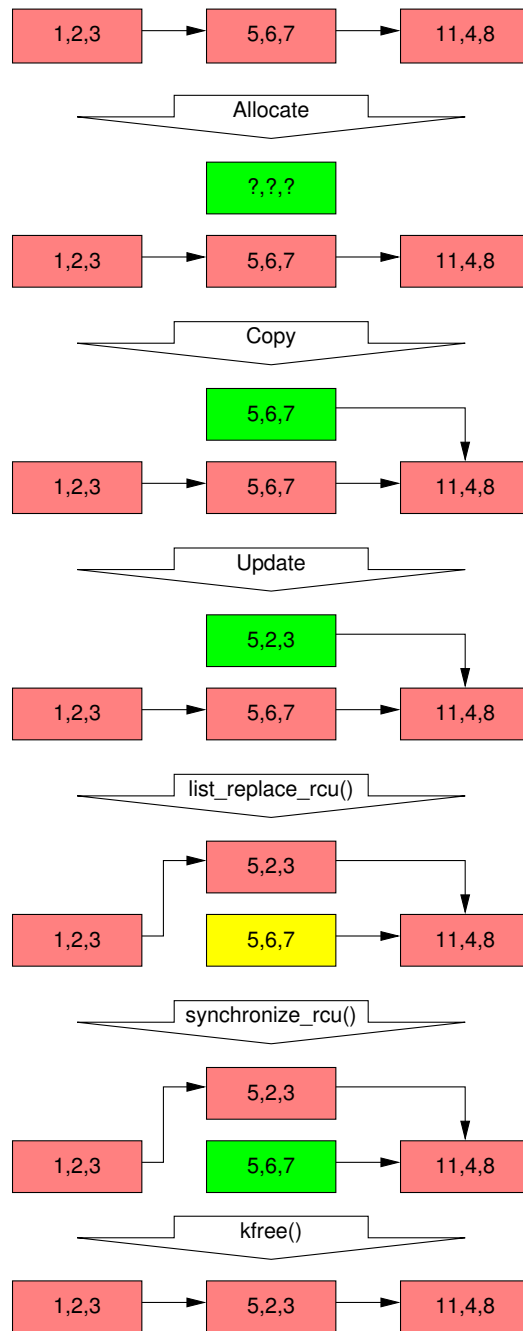 1,2,3 5,6,7 11,4,8
Allocate
?,?,?
1,2,3 5,6,7 11,4,8
Copy
5,6,7
1,2,3 5,6,7 11,4,8
Update
5,2,3
1,2,3 5,6,7 11,4,8
list_replace_rcu()
5,2,3
1,2,3 5,6,7 11,4,8
synchronize_rcu()
5,2,3
1,2,3 5,6,7 11,4,8
kfree()
1,2,3 5,2,3 11,4,8